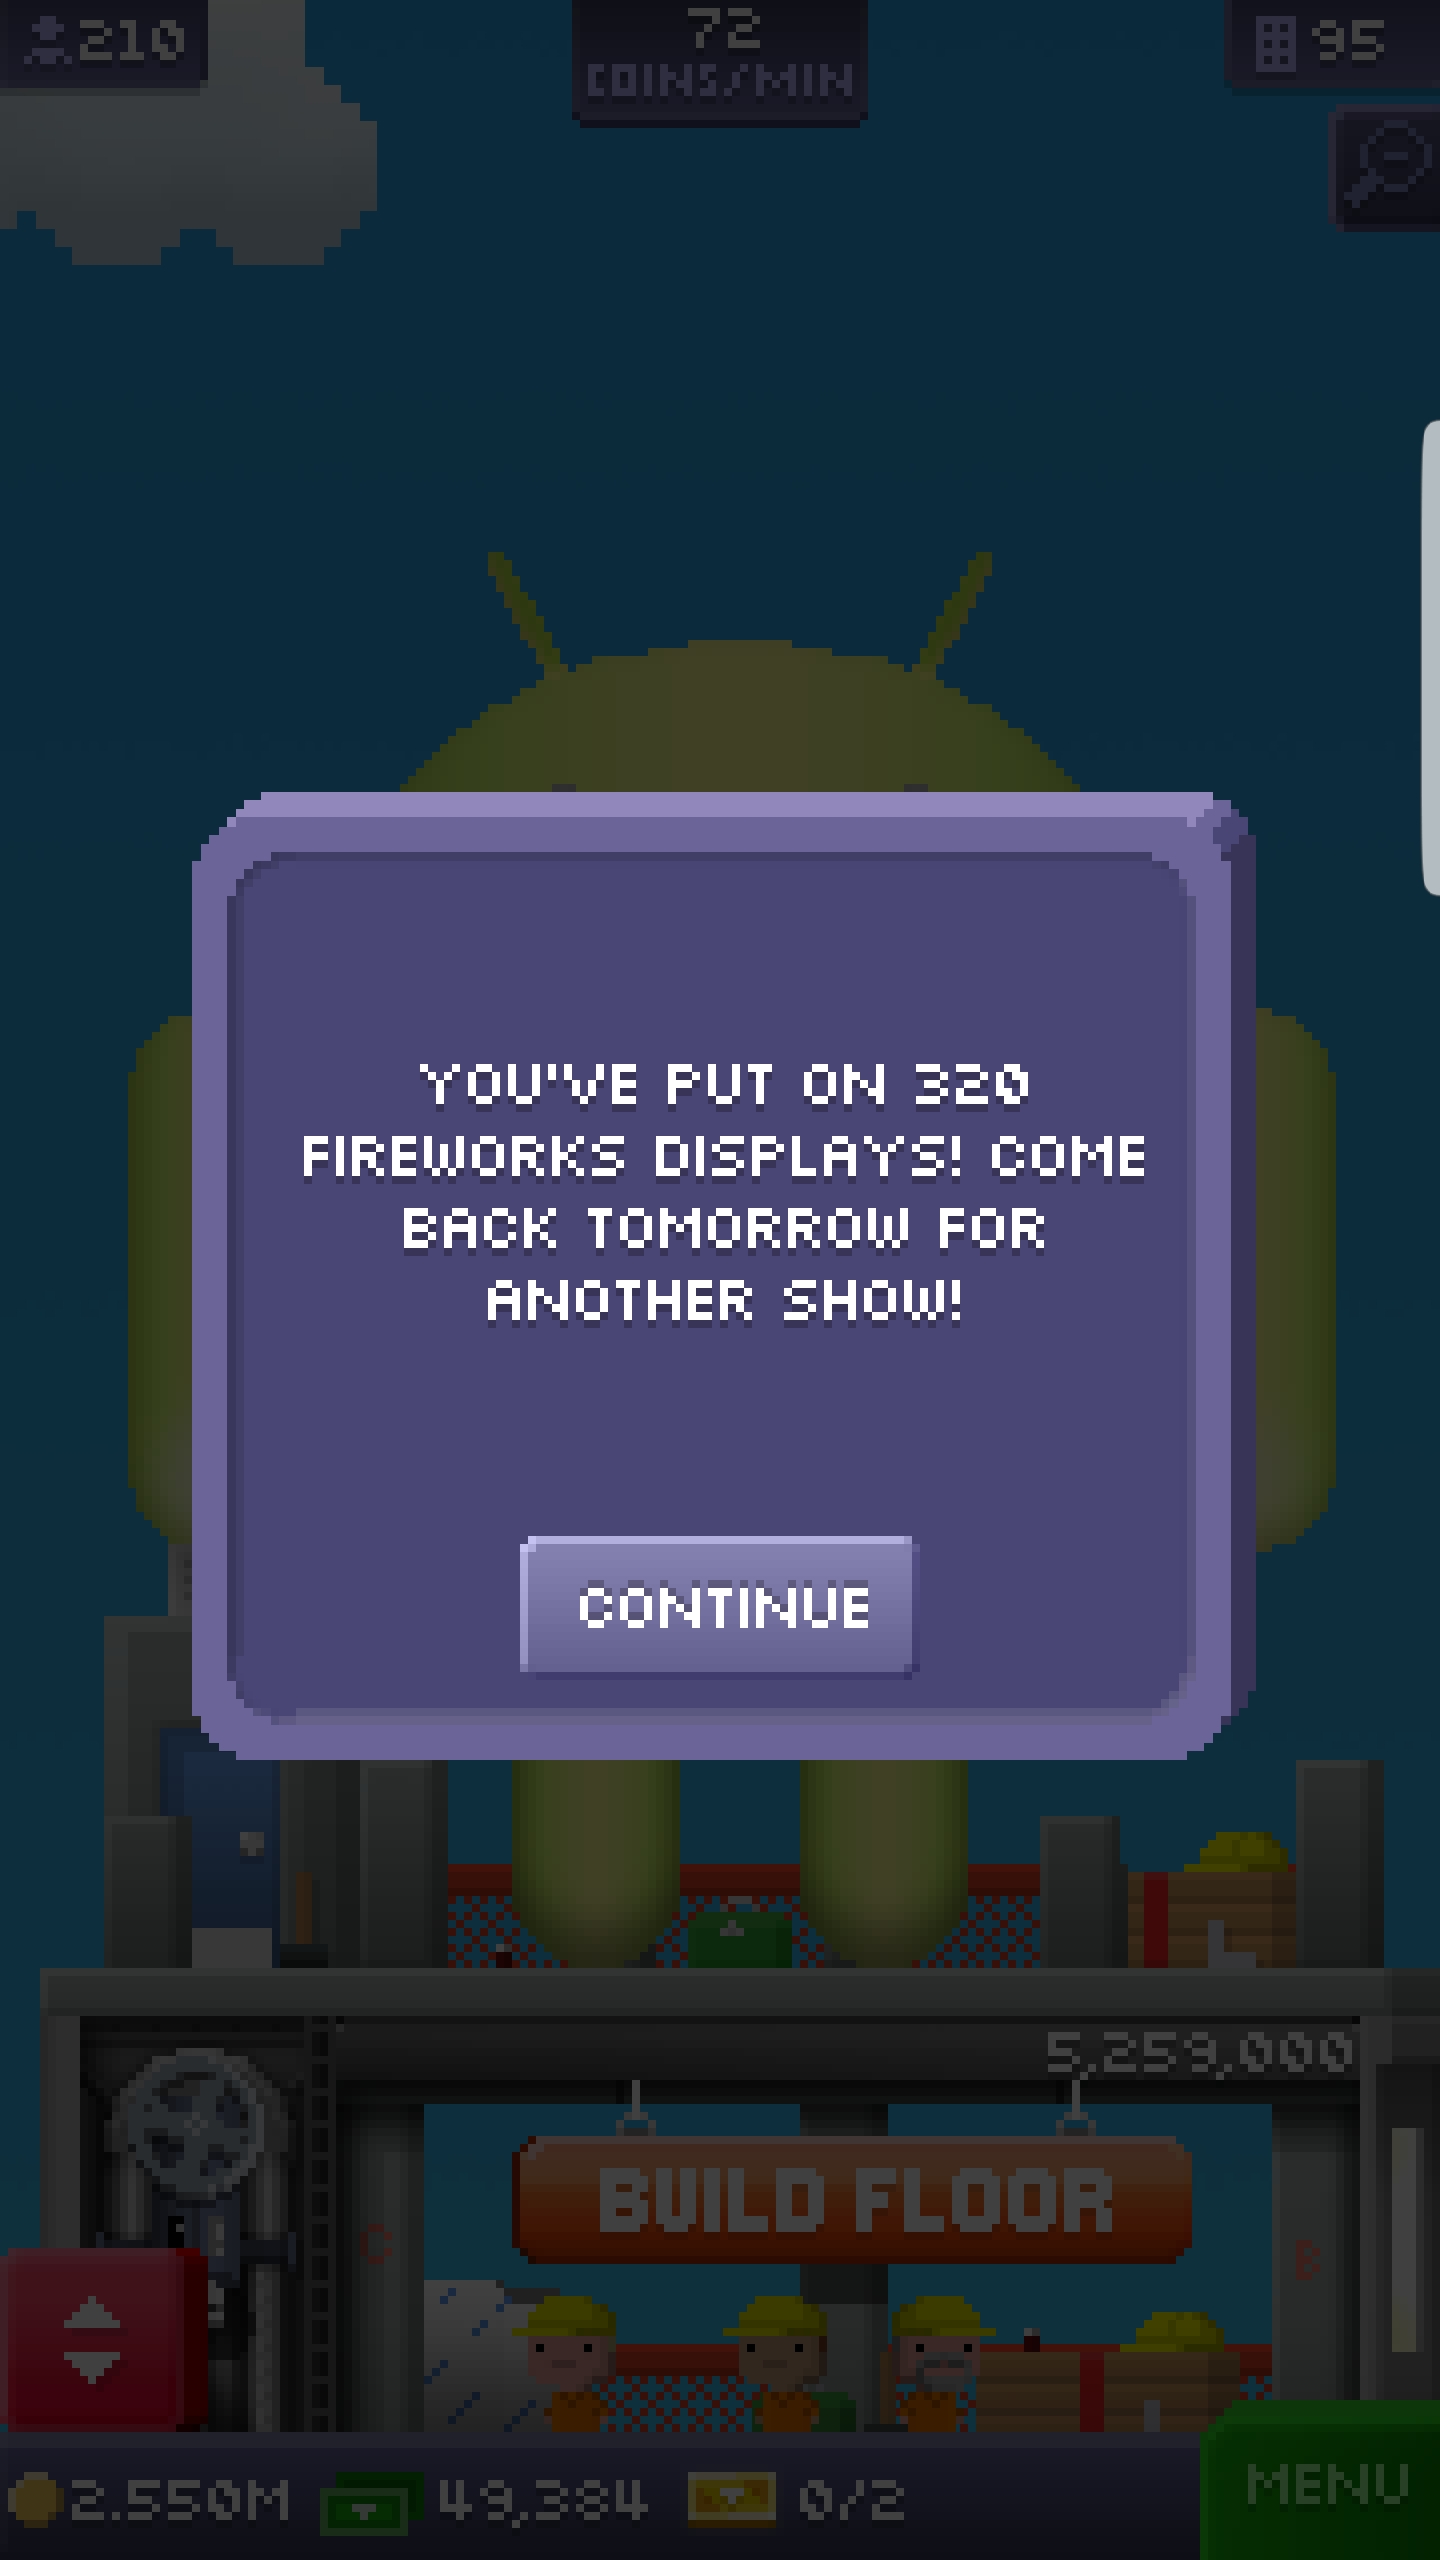 210
72
COINS/MIN
95
YOU'VE PUT ON 320
FIREWORKS DISPLAYS! COME
BACK TOMORROW FOR
ANOTHER SHOW!
CONTINUE
5,259,000
BUILD FLOOR
C
B
2.550M 49,384 0/2
MENU